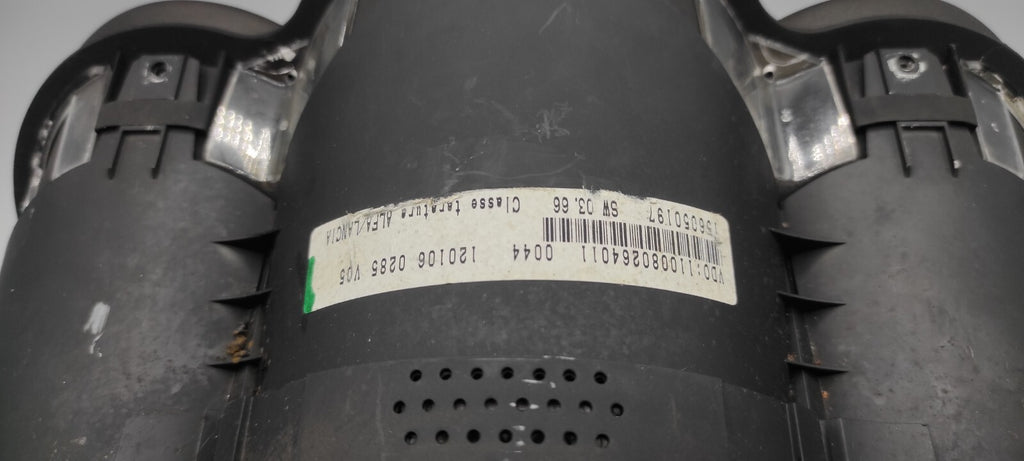 VDO:110080264011 0044 120106 0285 V05
156050197 SW 03.66 Classe taratura ALFA/LANCIA